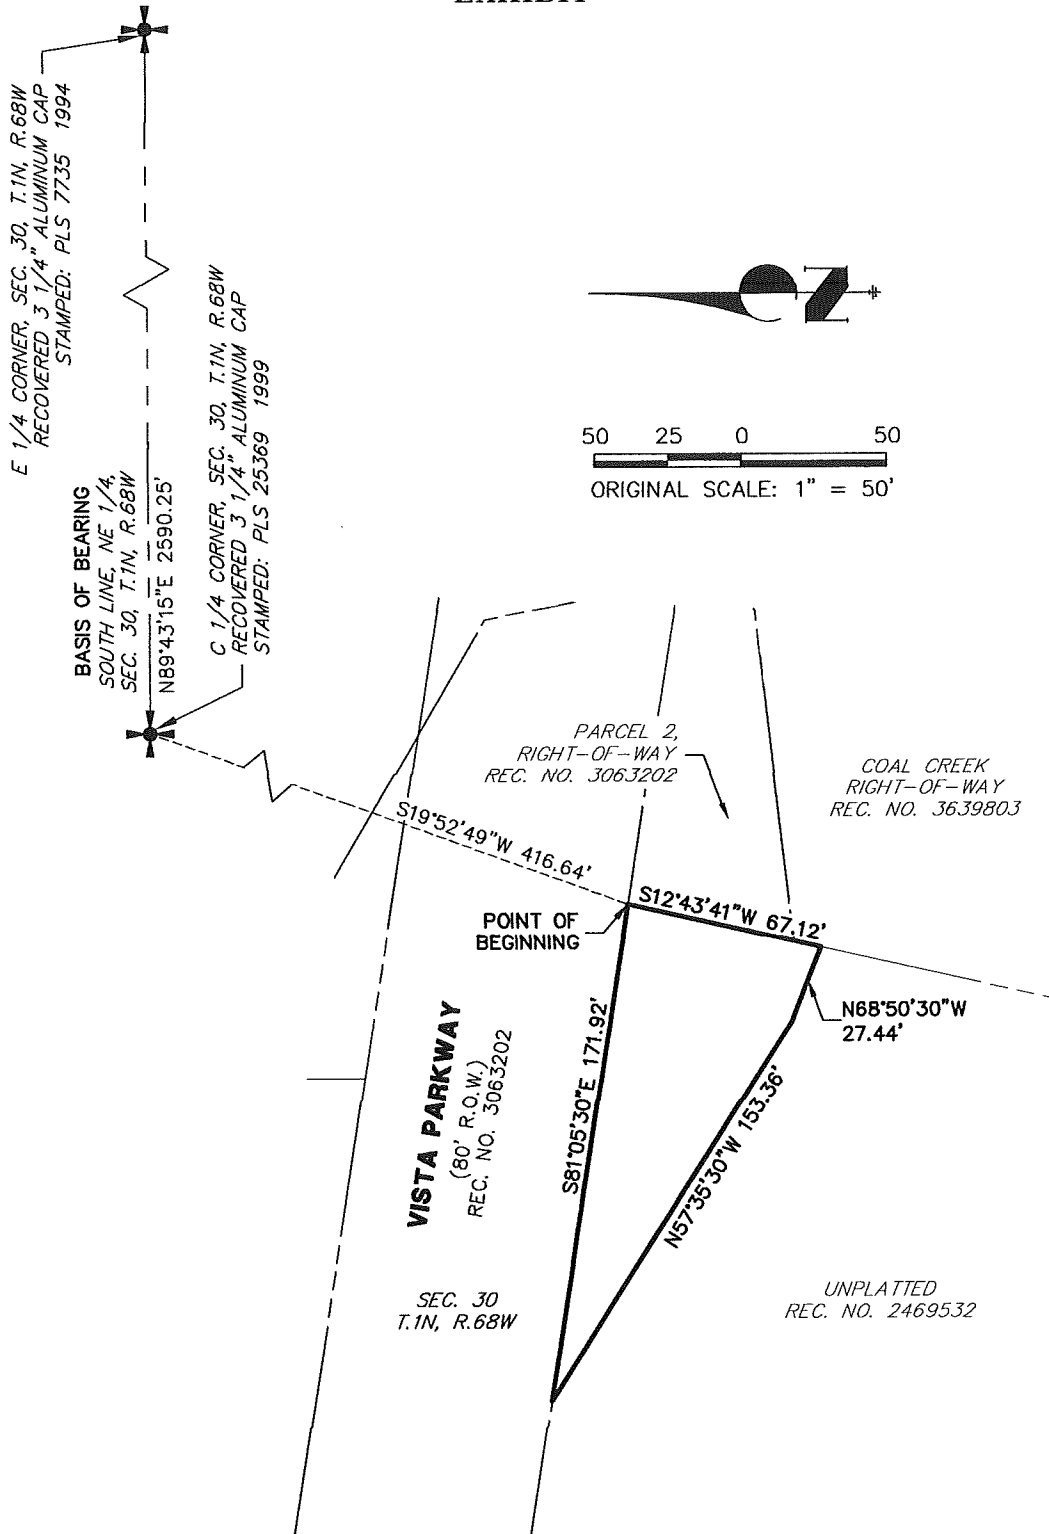 EXHIBIT
E 1/4 CORNER, SEC. 30, T.1N, R.68W
RECOVERED 3 1/4" ALUMINUM CAP
STAMPED: PLS 7735 1994
BASIS OF BEARING
SOUTH LINE, NE 1/4,
SEC. 30, T.1N, R.68W
N89°43'15"E 2590.25'
C 1/4 CORNER, SEC. 30, T.1N, R.68W
RECOVERED 3 1/4" ALUMINUM CAP
STAMPED: PLS 25369 1999
N
50 25 0 50
ORIGINAL SCALE: 1" = 50'
PARCEL 2,
RIGHT-OF-WAY
REC. NO. 3063202
COAL CREEK
RIGHT-OF-WAY
REC. NO. 3639803
S19°52'49"W 416.64'
S12°43'41"W 67.12'
POINT OF
BEGINNING
N68°50'30"W
27.44'
VISTA PARKWAY
(80' R.O.W.)
REC. NO. 3063202
S81°05'30"E 171.92'
N57°35'30"W 153.36'
SEC. 30
T.1N, R.68W
UNPLATTED
REC. NO. 2469532